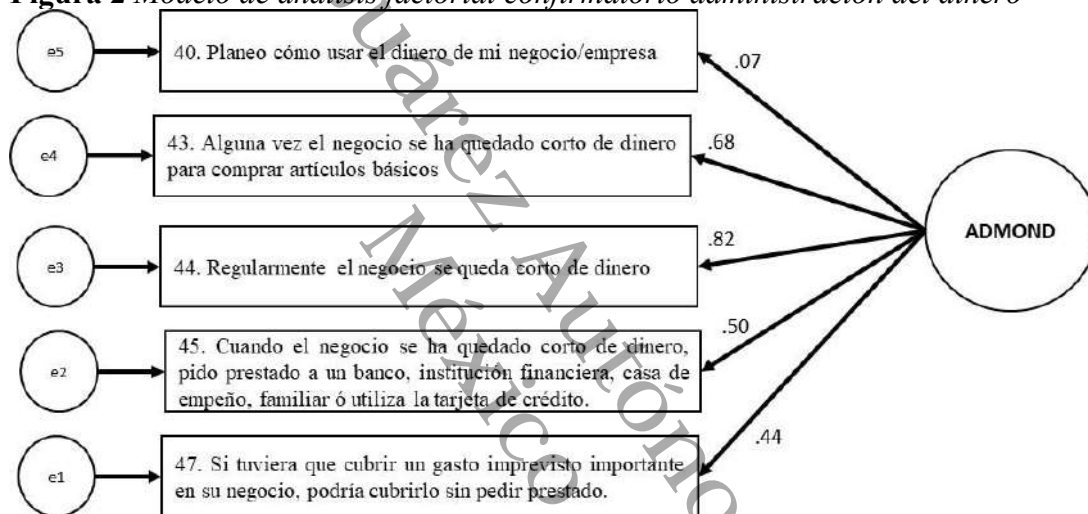 Figura 2 Modelo de análisis factorial confirmatorio administración del dinero
e5
40. Planeo cómo usar el dinero de mi negocio/empresa
.07
e4
43. Alguna vez el negocio se ha quedado corto de dinero
para comprar artículos básicos
.68
e3
44. Regularmente el negocio se queda corto de dinero
.82
ADMOND
e2
45. Cuando el negocio se ha quedado corto de dinero,
pido prestado a un banco, institución financiera, casa de
empeño, familiar ó utiliza la tarjeta de crédito.
.50
e1
47. Si tuviera que cubrir un gasto imprevisto importante
en su negocio, podría cubrirlo sin pedir prestado.
.44
uárez Autóno
México